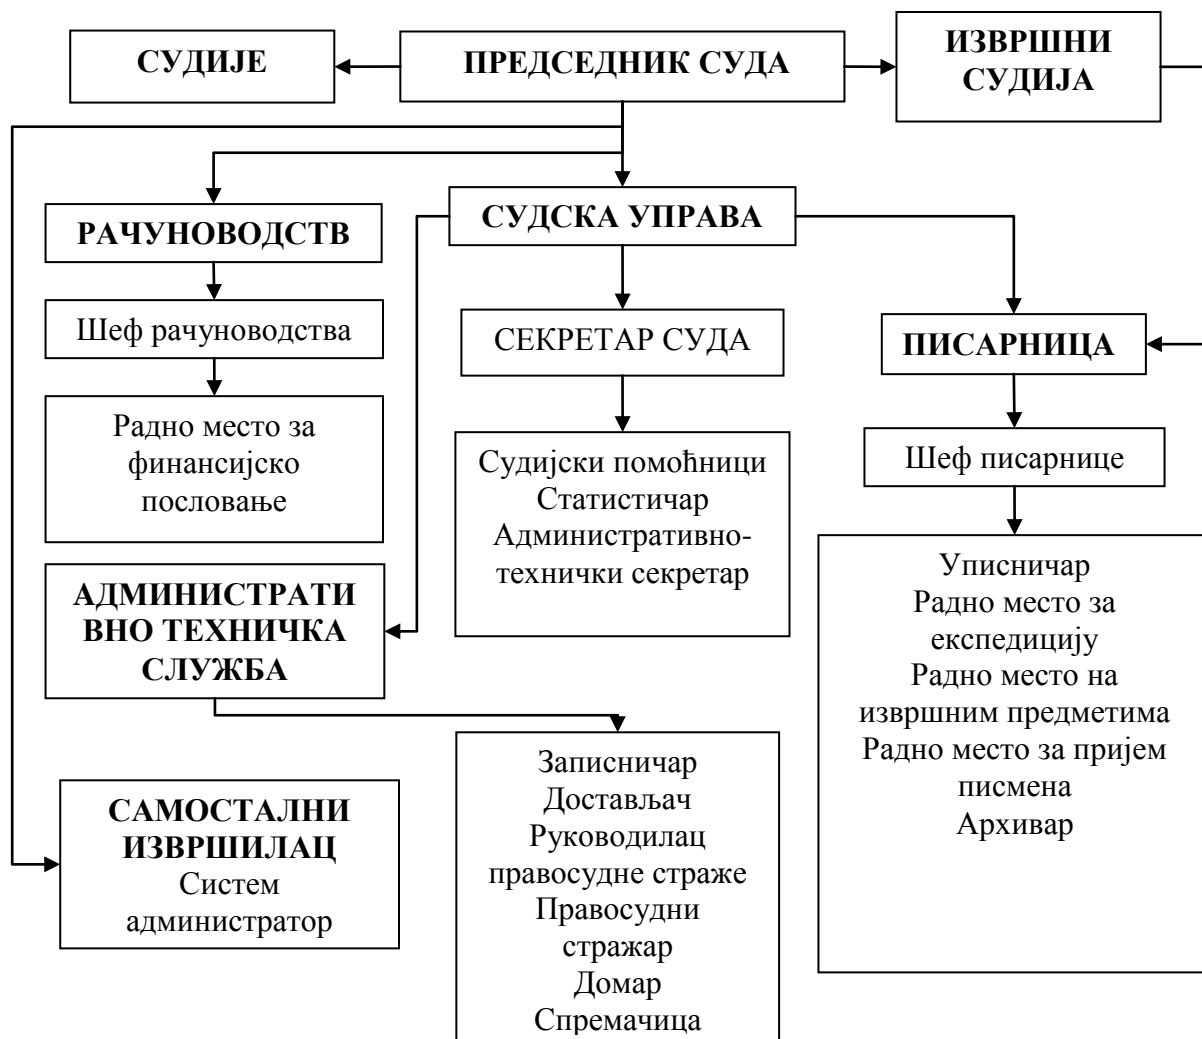 СУДИЈЕ
ПРЕДСЕДНИК СУДА
ИЗВРШНИ
СУДИЈА
РАЧУНОВОДСТВ
СУДСКА УПРАВА
Шеф рачуноводства
СЕКРЕТАР СУДА
ПИСАРНИЦА
Радно место за
финансијско
пословање
Судијски помоћници
Статистичар
Административно-
технички секретар
Шеф писарнице
АДМИНИСТРАТИ
ВНО ТЕХНИЧКА
СЛУЖБА
Уписничар
Радно место за
експедицију
Радно место на
извршним предметима
Радно место за пријем
писмена
Архивар
САМОСТАЛНИ
ИЗВРШИЛАЦ
Систем
администратор
Записничар
Достављач
Руководилац
правосудне страже
Правосудни
стражар
Домар
Спремачица